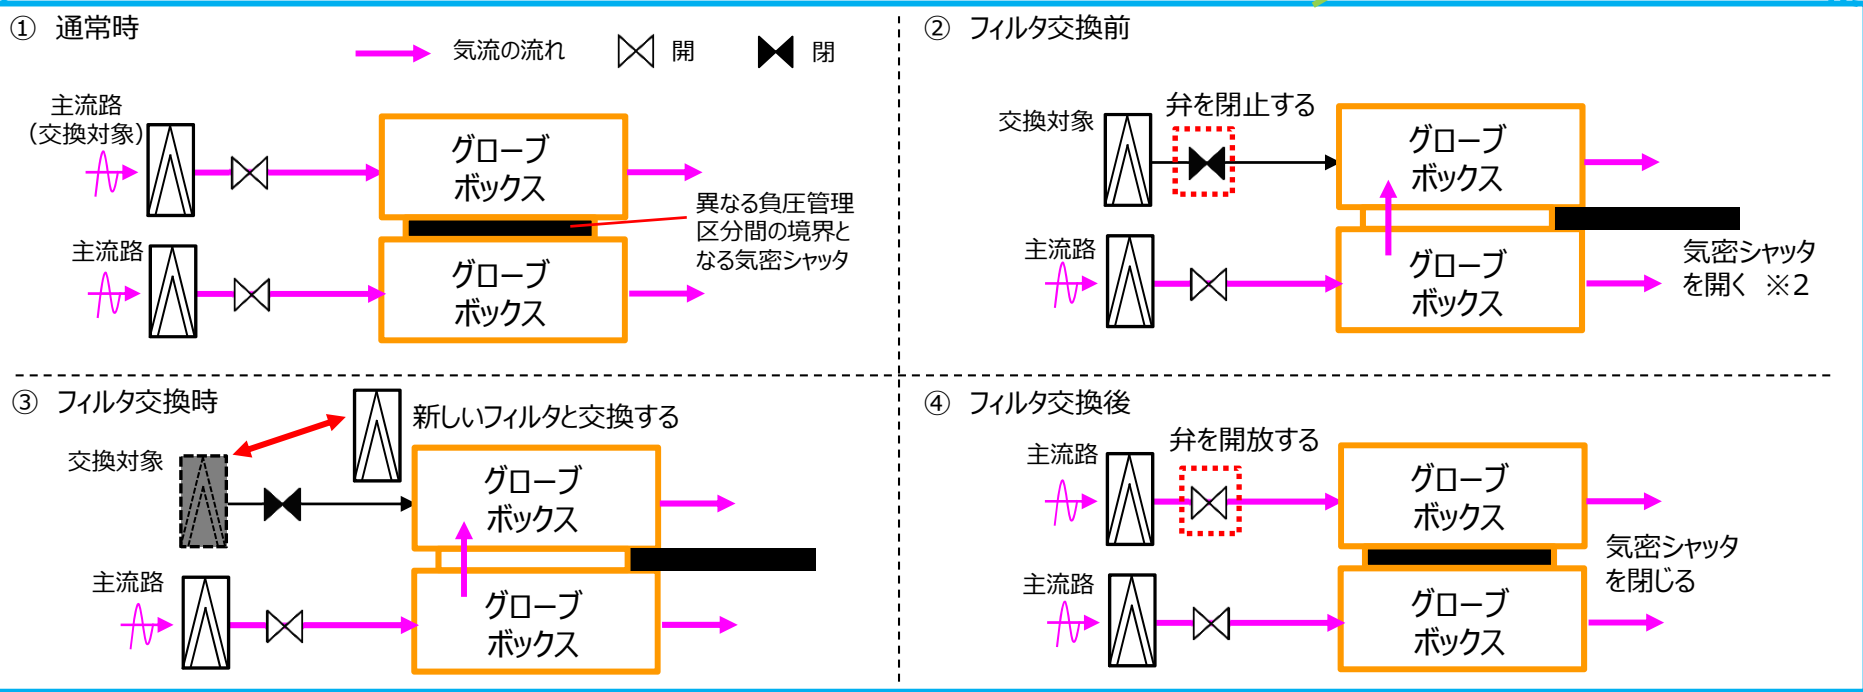 ① 通常時
気流の流れ
開
閉
主流路
（交換対象）
グローブ
ボックス
異なる負圧管理
区分間の境界と
なる気密シャッタ
主流路
グローブ
ボックス
② フィルタ交換前
交換対象
弁を閉止する
グローブ
ボックス
主流路
グローブ
ボックス
気密シャッタ
を開く ※2
③ フィルタ交換時
新しいフィルタと交換する
交換対象
グローブ
ボックス
主流路
グローブ
ボックス
④ フィルタ交換後
主流路
弁を開放する
グローブ
ボックス
気密シャッタ
を閉じる
主流路
グローブ
ボックス